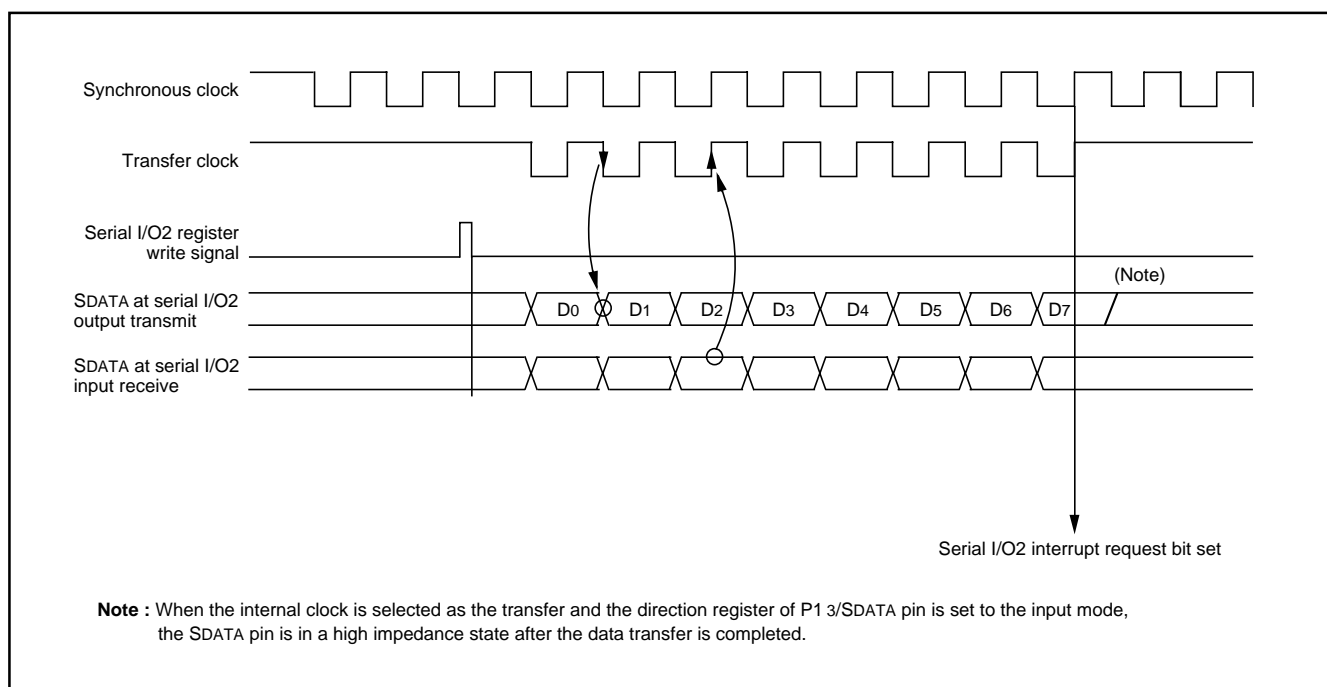 Synchronous clock
Transfer clock
Serial I/O2 register
write signal
(Note)
SDATA at serial I/O2
output transmit
D0 D1 D2 D3 D4 D5 D6 D7
SDATA at serial I/O2
input receive
Serial I/O2 interrupt request bit set
Note : When the internal clock is selected as the transfer and the direction register of P1 3/SDATA pin is set to the input mode,
the SDATA pin is in a high impedance state after the data transfer is completed.